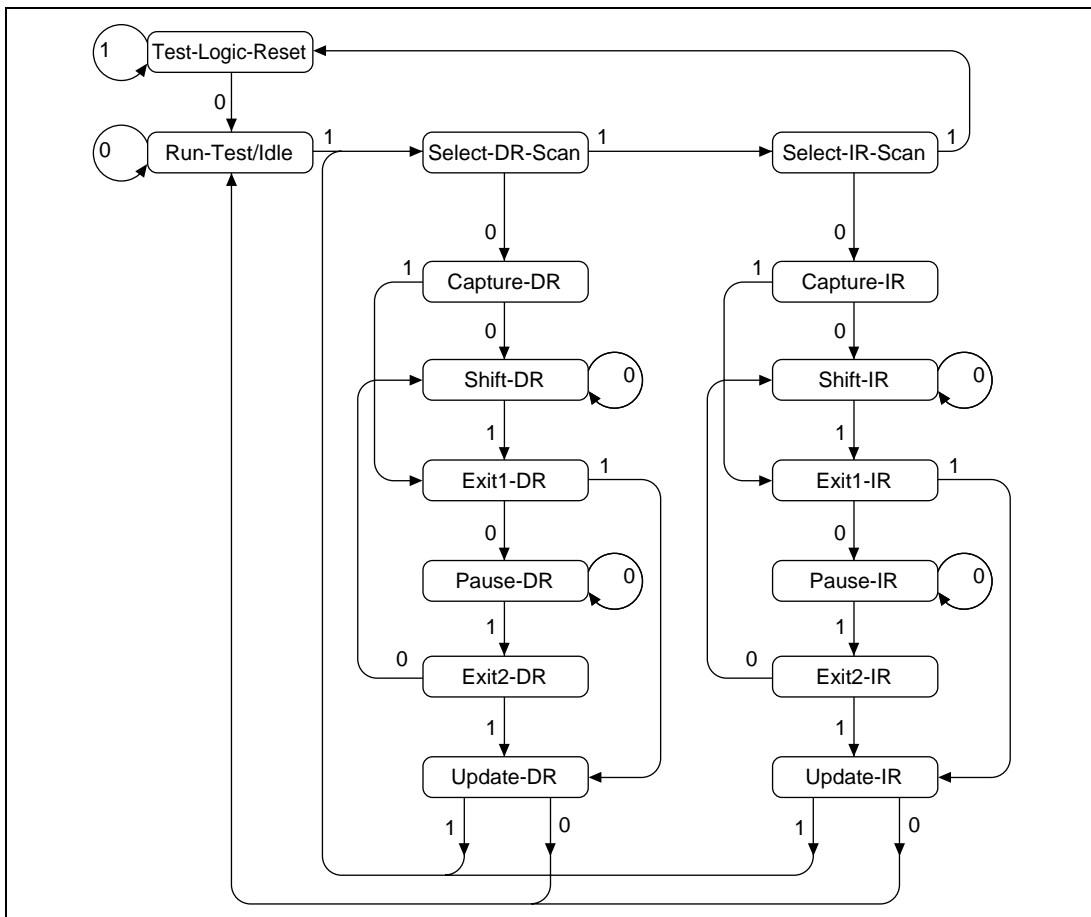 1 Test-Logic-Reset
0
0 Run-Test/Idle 1 Select-DR-Scan 1 Select-IR-Scan 1
0 0
1 Capture-DR 1 Capture-IR
0 0
Shift-DR 0 Shift-IR 0
1 1
Exit1-DR 1 Exit1-IR 1
0 0
Pause-DR 0 Pause-IR 0
1 1
0 Exit2-DR 0 Exit2-IR
1 1
Update-DR Update-IR
1 0 1 0